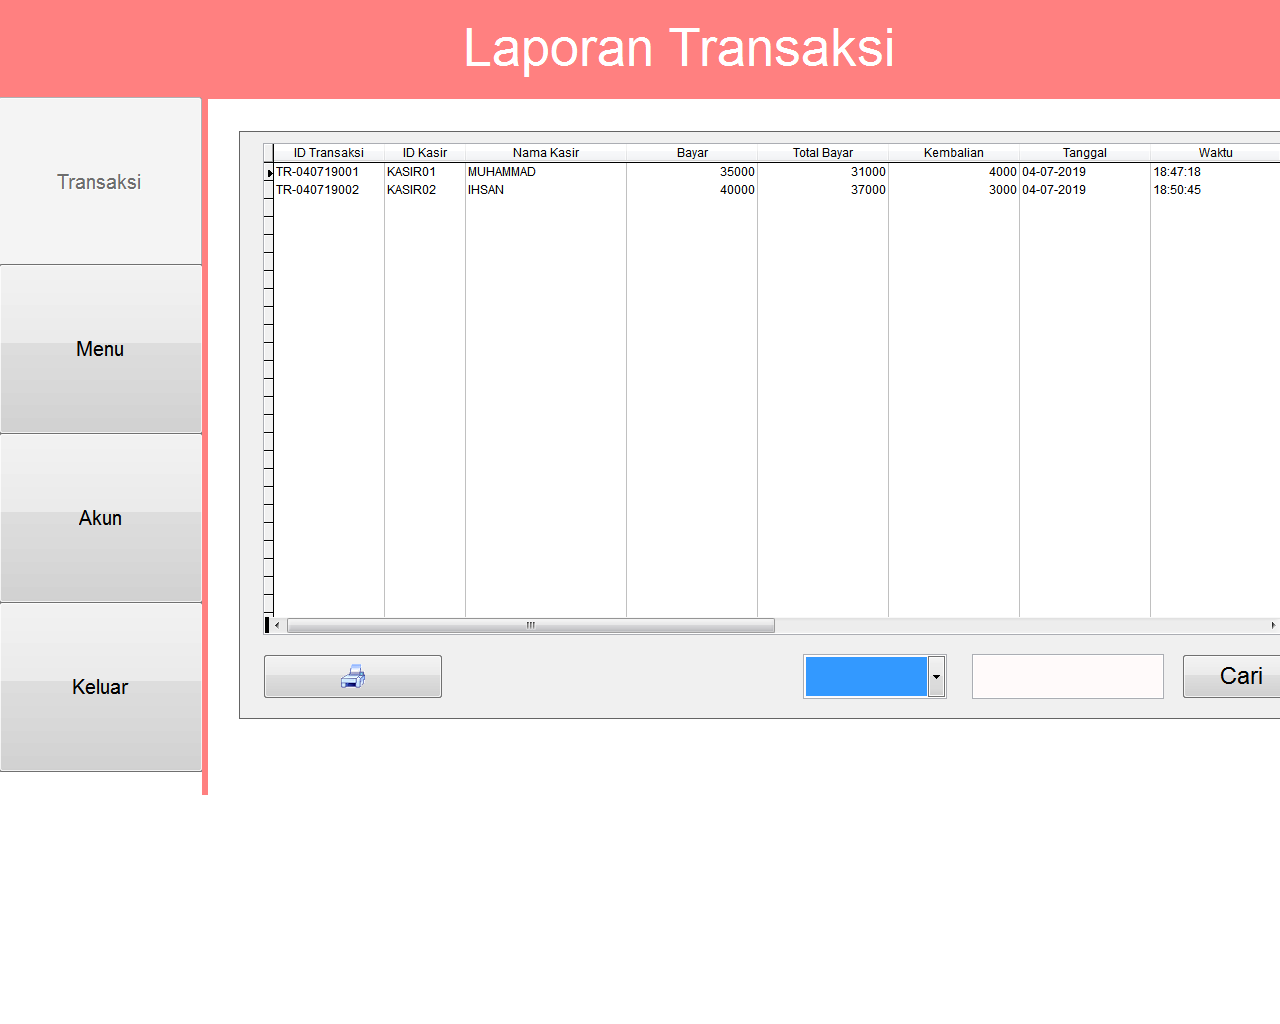 Laporan Transaksi
Transaksi
Menu
Akun
Keluar
ID Transaksi ID Kasir Nama Kasir Bayar Total Bayar Kembalian Tanggal Waktu
TR-040719001 KASIR01 MUHAMMAD 35000 31000 4000 04-07-2019 18:47:18
TR-040719002 KASIR02 IHSAN 40000 37000 3000 04-07-2019 18:50:45
Cari